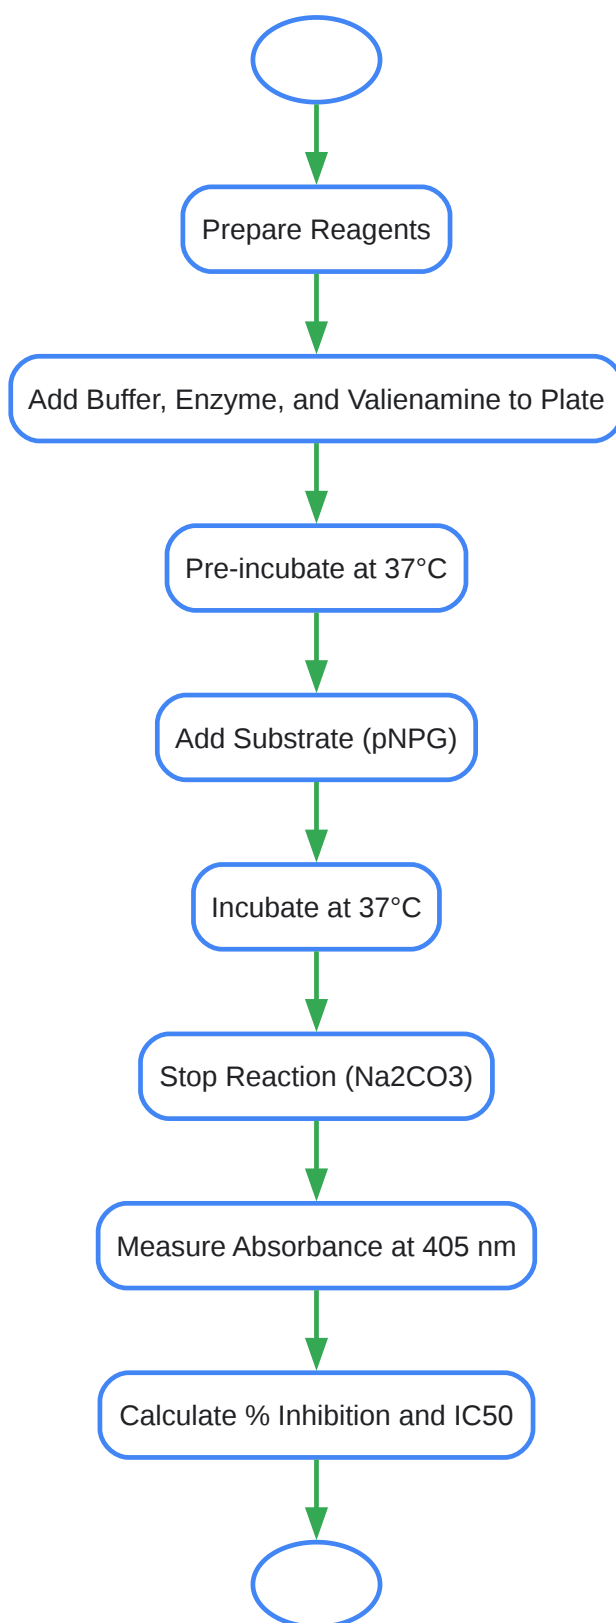 Prepare Reagents
Add Buffer, Enzyme, and Valienamine to Plate
Pre-incubate at 37°C
Add Substrate (pNPG)
Incubate at 37°C
Stop Reaction (Na2CO3)
Measure Absorbance at 405 nm
Calculate % Inhibition and IC50